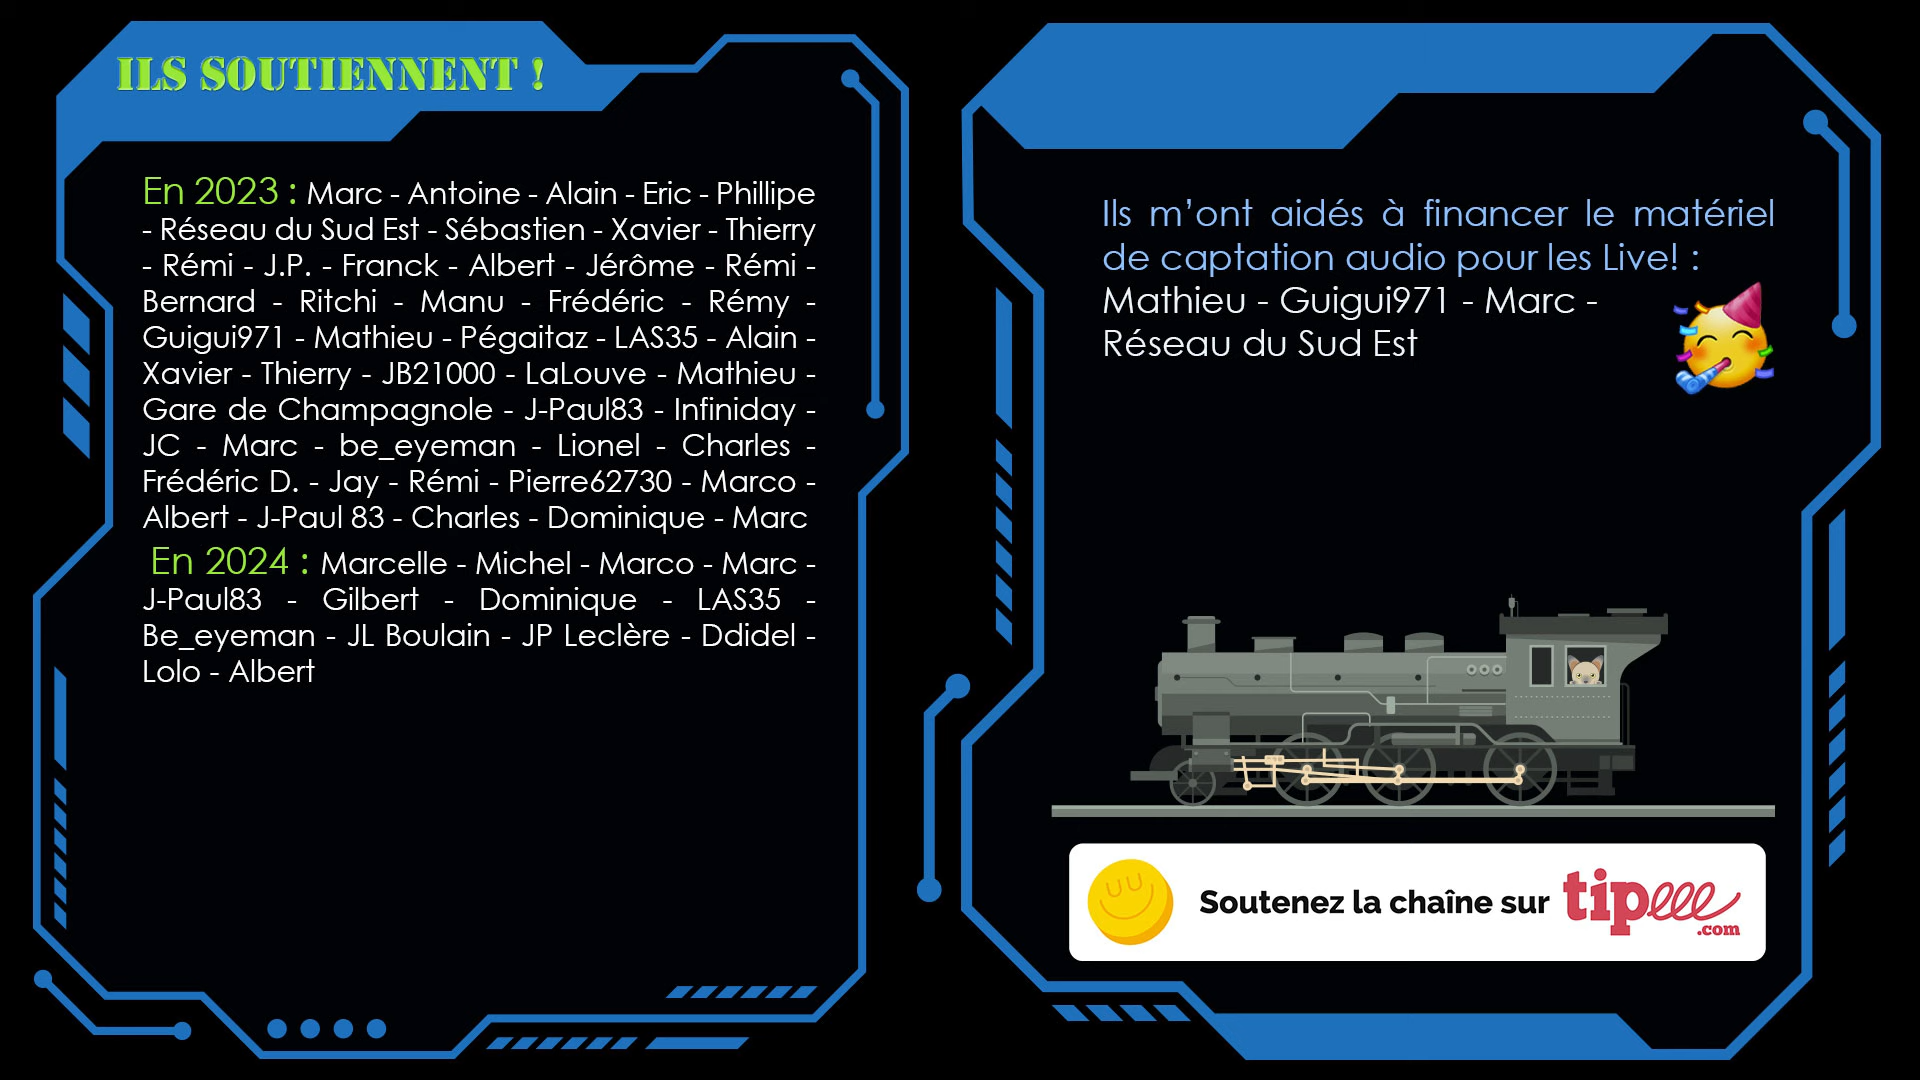 ILS SOUTIENNENT !
En 2023 : Marc - Antoine - Alain - Eric - Phillipe
- Réseau du Sud Est - Sébastien - Xavier - Thierry
- Rémi - J.P. - Franck - Albert - Jérôme - Rémi -
Bernard - Ritchi - Manu - Frédéric - Rémy -
Guigui971 - Mathieu - Pégaitaz - LAS35 - Alain -
Xavier - Thierry - JB21000 - LaLouve - Mathieu -
Gare de Champagnole - J-Paul83 - Infiniday -
JC - Marc - be_eyeman - Lionel - Charles -
Frédéric D. - Jay - Rémi - Pierre62730 - Marco -
Albert - J-Paul 83 - Charles - Dominique - Marc
En 2024 : Marcelle - Michel - Marco - Marc -
J-Paul83 - Gilbert - Dominique - LAS35 -
Be_eyeman - JL Boulain - JP Leclère - Ddidel -
Lolo - Albert
Ils m’ont aidés à financer le matériel
de captation audio pour les Live! :
Mathieu - Guigui971 - Marc -
Réseau du Sud Est
Soutenez la chaîne sur tipeee
.com